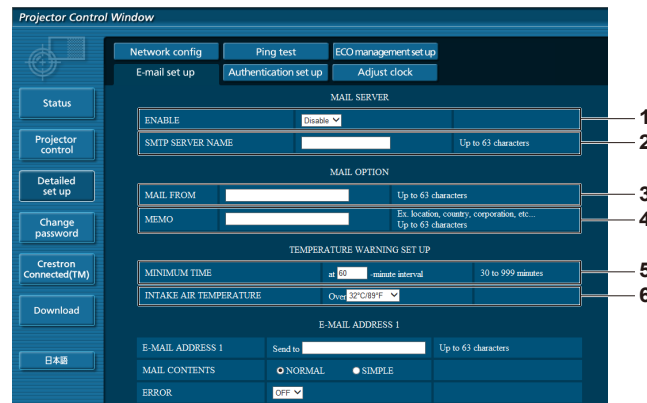 Projector Control Window
Network config Ping test ECO management set up
E-mail set up Authentication set up Adjust clock
Status
Projector control
Detailed set up
Change password
Crestron Connected(TM)
Download
日本語
MAIL SERVER
ENABLE Disable 1
SMTP SERVER NAME Up to 63 characters 2
MAIL OPTION
MAIL FROM Up to 63 characters 3
MEMO Ex. location, country, corporation, etc... 4
Up to 63 characters
TEMPERATURE WARNING SET UP
MINIMUM TIME at 60 -minute interval 30 to 999 minutes 5
INTAKE AIR TEMPERATURE Over 32°C/89°F 6
E-MAIL ADDRESS 1
E-MAIL ADDRESS 1 Send to Up to 63 characters
MAIL CONTENTS NORMAL SIMPLE
ERROR OFF